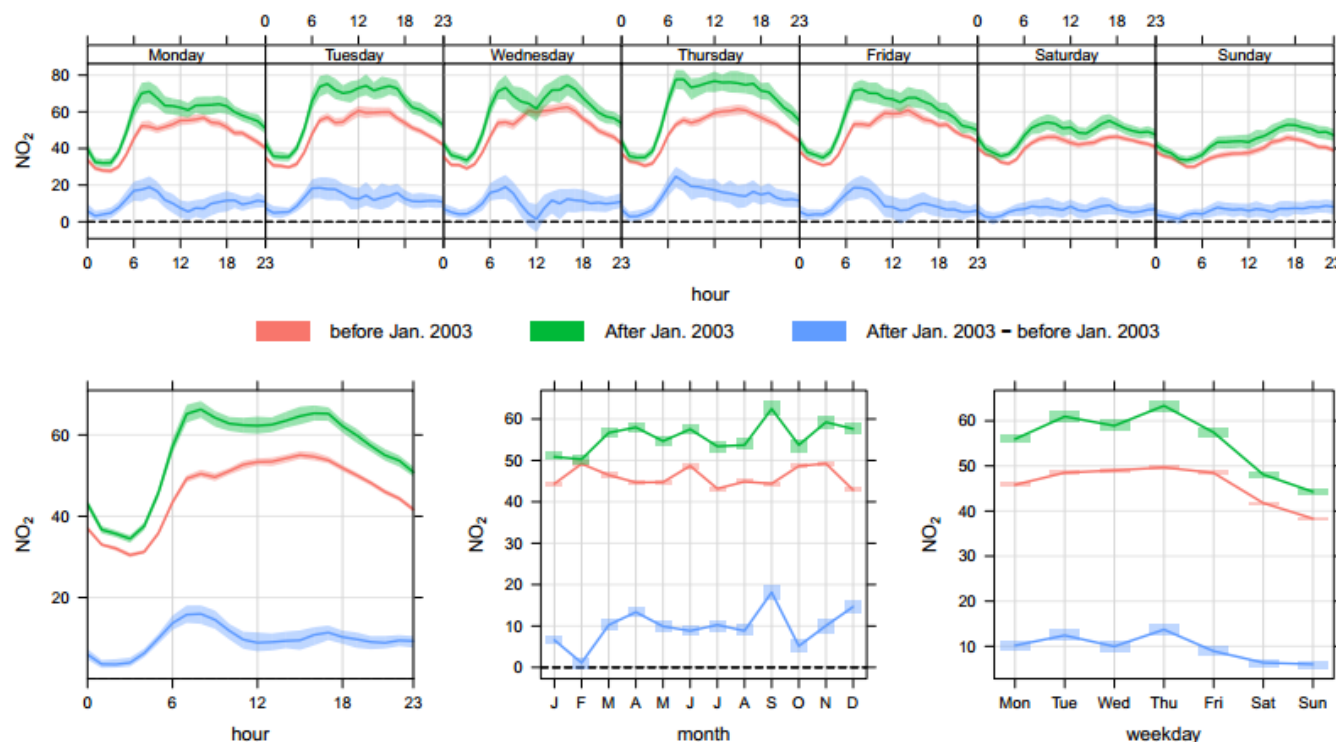 0 6 12 18 23 0 6 12 18 23 0 6 12 18 23
Monday Tuesday Wednesday Thursday Friday Saturday Sunday
80
60
40
20
0
NO2
0 6 12 18 23 0 6 12 18 23 0 6 12 18 23 0 6 12 18 23
hour
before Jan. 2003 After Jan. 2003 After Jan. 2003 − before Jan. 2003
60
40
20
NO2
0 6 12 18 23
hour
60
50
40
30
20
10
0
NO2
J F M A M J J A S O N D
month
60
50
40
30
20
10
NO2
Mon Tue Wed Thu Fri Sat Sun
weekday